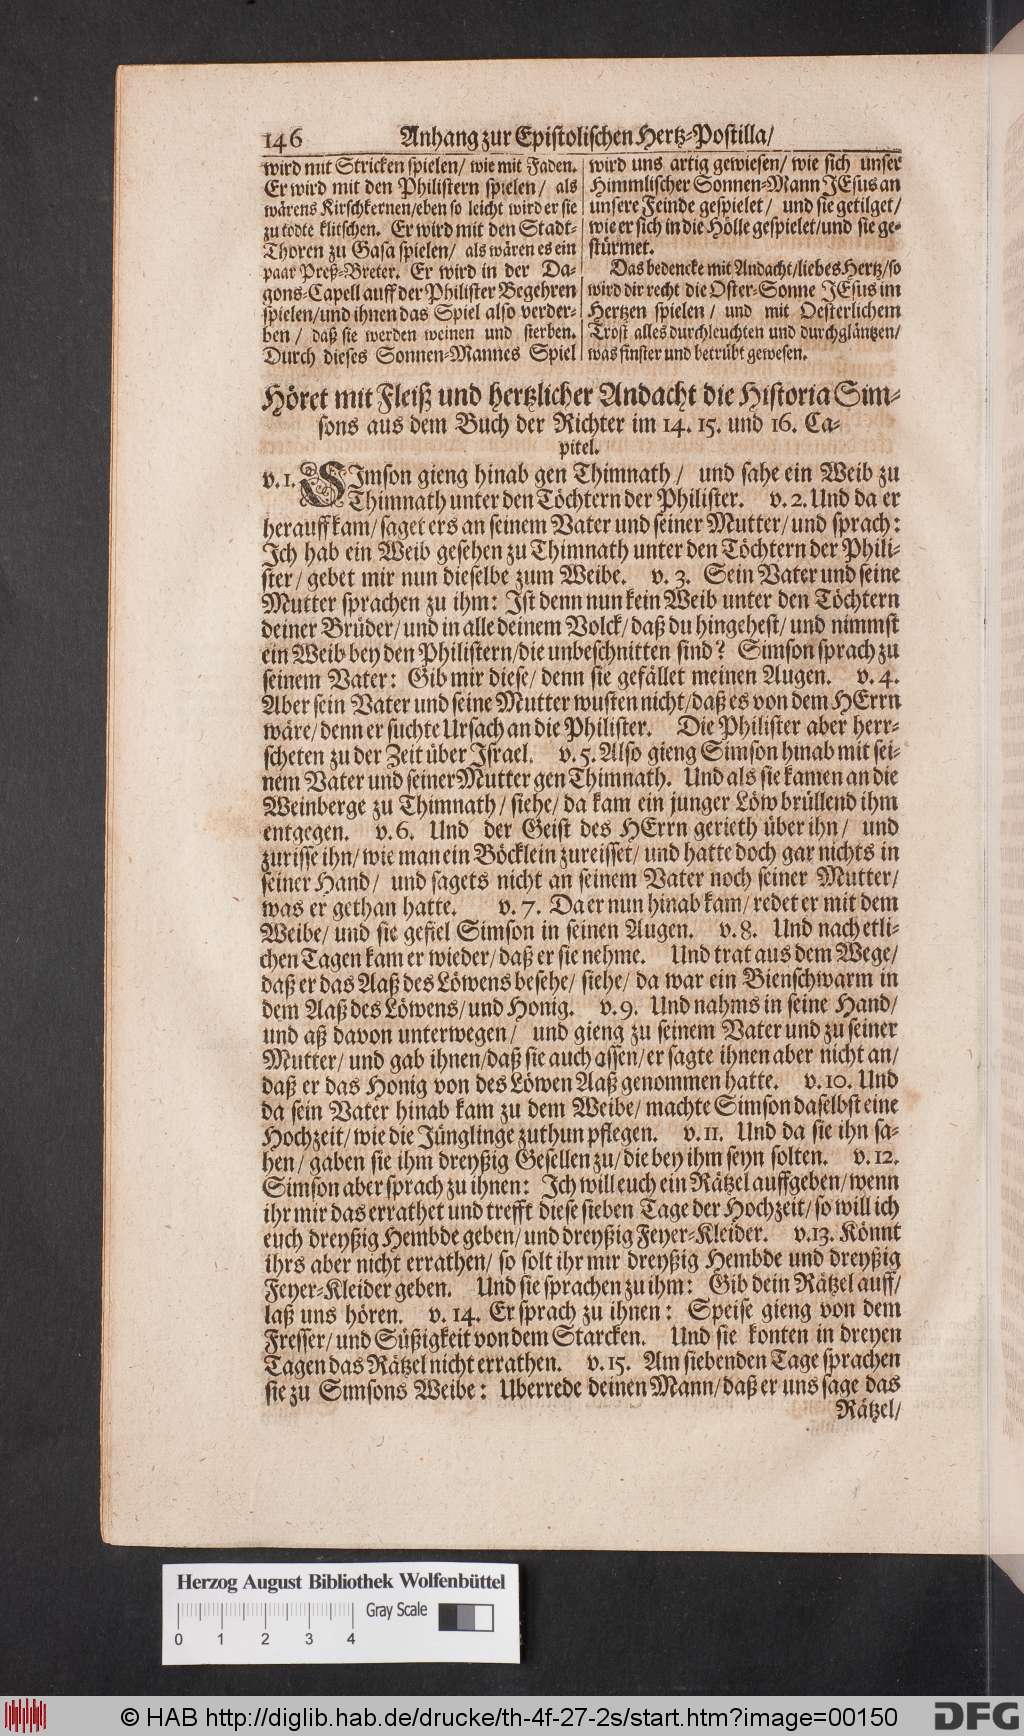 146 Anhang zur Epistolischen Hertz-Postilla/
wird mit Stricken spielen/ wie mit Faden.
Er wird mit den Philistern spielen/ als
wärens Kirschkernen/eben so leicht wird er sie
zu todte klitschen. Er wird mit den Stadt-
Thoren zu Gasa spielen/ als wären es ein
paar Preß-Breter. Er wird in der Da-
gons-Capell auff der Philister Begehren
spielen/und ihnen das Spiel also verder-
ben/ daß sie werden weinen und sterben.
Durch dieses Sonnen-Mannes Spiel
wird uns artig gewiesen/ wie sich unser
Himmlischer Sonnen-Mann JEsus an
unsere Feinde gespielet/ und sie getilget/
wie er sich in die Hölle gespielet/und sie ge-
stürmet.
Das bedencke mit Andacht/liebes Hertz/so
wird dir recht die Oster-Sonne JEsus im
Hertzen spielen/ und mit Oesterlichem
Trost alles durchleuchten und durchgläntzen/
was finster und betrübt gewesen.
Höret mit Fleiß und hertzlicher Andacht die Historia Sim-
sons aus dem Buch der Richter im 14. 15. und 16. Ca-
pitel.
v. 1. SImson gieng hinab gen Thimnath/ und sahe ein Weib zu
Thimnath unter den Töchtern der Philister. v. 2. Und da er
herauff kam/ saget ers an seinem Vater und seiner Mutter/ und sprach:
Ich hab ein Weib gesehen zu Thimnath unter den Töchtern der Phili-
ster/ gebet mir nun dieselbe zum Weibe. v. 3. Sein Vater und seine
Mutter sprachen zu ihm: Ist denn nun kein Weib unter den Töchtern
deiner Brüder/ und in alle deinem Volck/ daß du hingehest/ und nimmst
ein Weib bey den Philistern/die unbeschnitten sind? Simson sprach zu
seinem Vater: Gib mir diese/ denn sie gefället meinen Augen. v. 4.
Aber sein Vater und seine Mutter wusten nicht/ daß es von dem HErrn
wäre/ denn er suchte Ursach an die Philister. Die Philister aber herr-
scheten zu der Zeit über Israel. v. 5. Also gieng Simson hinab mit sei-
nem Vater und seiner Mutter gen Thimnath. Und als sie kamen an die
Weinberge zu Thimnath/ siehe/ da kam ein junger Löw brüllend ihm
entgegen. v. 6. Und der Geist des HErrn gerieth über ihn/ und
zurisse ihn/ wie man ein Böcklein zureisset/ und hatte doch gar nichts in
seiner Hand/ und sagets nicht an seinem Vater noch seiner Mutter/
was er gethan hatte. v. 7. Da er nun hinab kam/ redet er mit dem
Weibe/ und sie gefiel Simson in seinen Augen. v. 8. Und nach etli-
chen Tagen kam er wieder/ daß er sie nehme. Und trat aus dem Wege/
daß er das Aaß des Löwens besehe/ siehe/ da war ein Bienschwarm in
dem Aaß des Löwens/ und Honig. v. 9. Und nahms in seine Hand/
und aß davon unterwegen/ und gieng zu seinem Vater und zu seiner
Mutter/ und gab ihnen/daß sie auch assen/ er sagte ihnen aber nicht an/
daß er das Honig von des Löwen Aaß genommen hatte. v. 10. Und
da sein Vater hinab kam zu dem Weibe/ machte Simson daselbst eine
Hochzeit/ wie die Jünglinge zuthun pflegen. v. 11. Und da sie ihn sa-
hen/ gaben sie ihm dreyßig Gesellen zu/ die bey ihm seyn solten. v. 12.
Simson aber sprach zu ihnen: Ich will euch ein Rätzel auffgeben/ wenn
ihr mir das errathet und trefft diese sieben Tage der Hochzeit/ so will ich
euch dreyßig Hembde geben/ und dreyßig Feyer-Kleider. v. 13. Könnt
ihrs aber nicht errathen/ so solt ihr mir dreyßig Hembde und dreyßig
Feyer-Kleider geben. Und sie sprachen zu ihm: Gib dein Rätzel auff/
laß uns hören. v. 14. Er sprach zu ihnen: Speise gieng von dem
Fresser/ und Süßigkeit von dem Starcken. Und sie konten in dreyen
Tagen das Rätzel nicht errathen. v. 15. Am siebenden Tage sprachen
sie zu Simsons Weibe: Uberrede deinen Mann/ daß er uns sage das
Rätzel/
Herzog August Bibliothek Wolfenbüttel
Gray Scale
0 1 2 3 4
© HAB http://diglib.hab.de/drucke/th-4f-27-2s/start.htm?image=00150
DFG